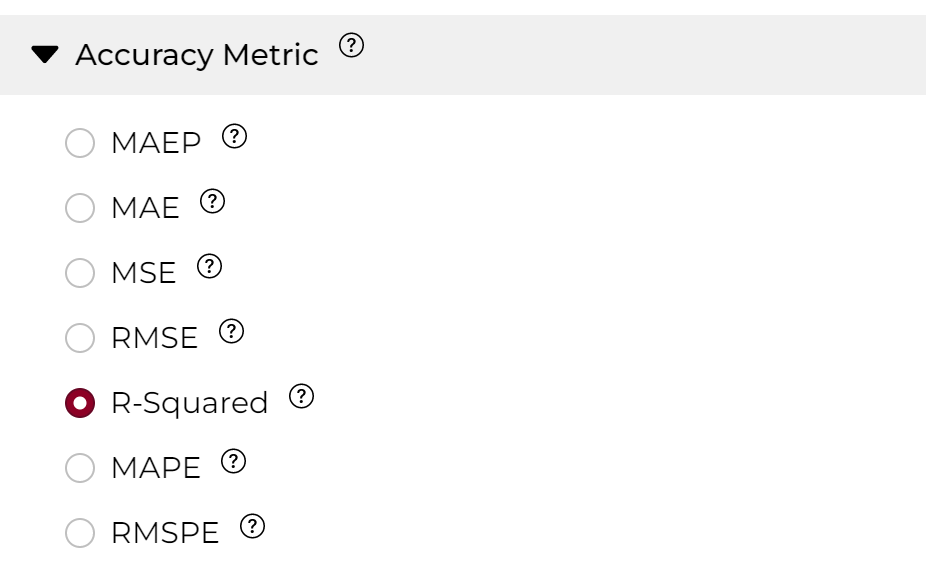 Accuracy Metric ?
MAEP ?
MAE ?
MSE ?
RMSE ?
R-Squared ?
MAPE ?
RMSPE ?